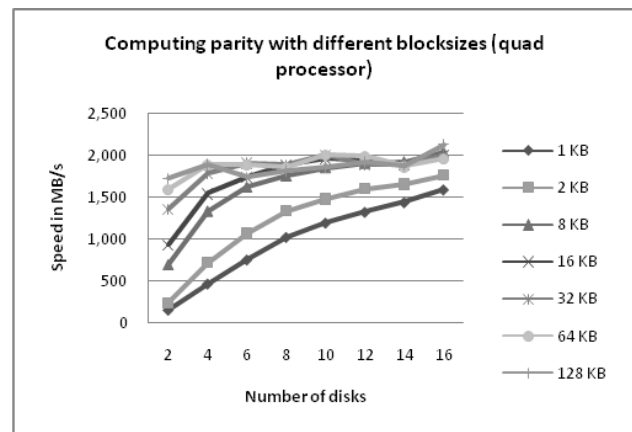 Computing parity with different blocksizes (quad
processor)
Speed in MB/s
2,500
2,000
1,500
1,000
500
0
2 4 6 8 10 12 14 16
Number of disks
1 KB
2 KB
8 KB
16 KB
32 KB
64 KB
128 KB